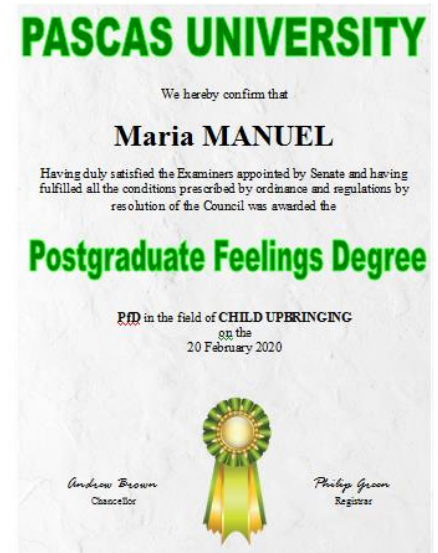 PASCAS UNIVERSITY
We hereby confirm that
Maria MANUEL
Having duly satisfied the Examiners appointed by Senate and having
fulfilled all the conditions prescribed by ordinance and regulations by
resolution of the Council was awarded the
Postgraduate Feelings Degree
PfD in the field of CHILD UPBRINGING
on the
20 February 2020
Andrew Brown Philip Green
Chancellor Registrar